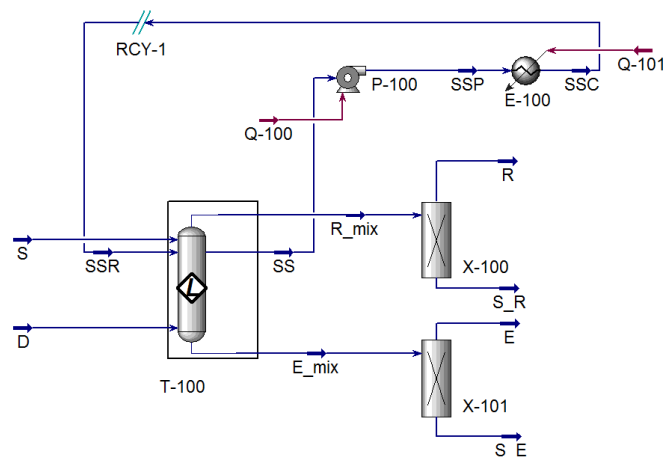 RCY-1
P-100
SSP
E-100
SSC
Q-101
Q-100
R
S
SSR
R_mix
SS
L
X-100
S_R
D
E
E_mix
T-100
X-101
S_E